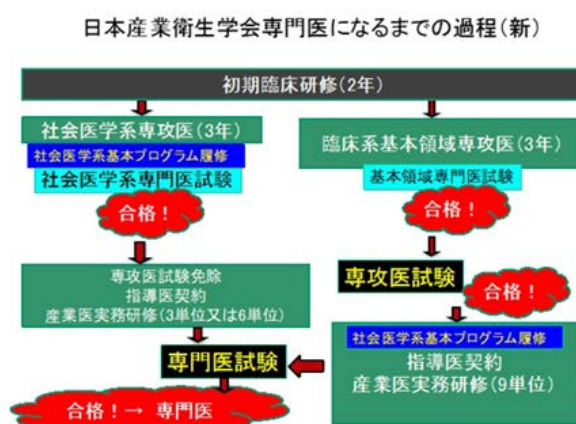 日本産業衛生学会専門医になるまでの過程(新)
初期臨床研修(2年)
社会医学系専攻医(3年)
社会医学系基本プログラム履修
社会医学系専門医試験
合格!
専攻医試験免除
指導医契約
産業医実務研修(3単位又は6単位)
臨床系基本領域専攻医(3年)
基本領域専門医試験
合格!
専攻医試験
合格!
社会医学系基本プログラム履修
指導医契約
産業医実務研修(9単位)
専門医試験
合格!→ 専門医